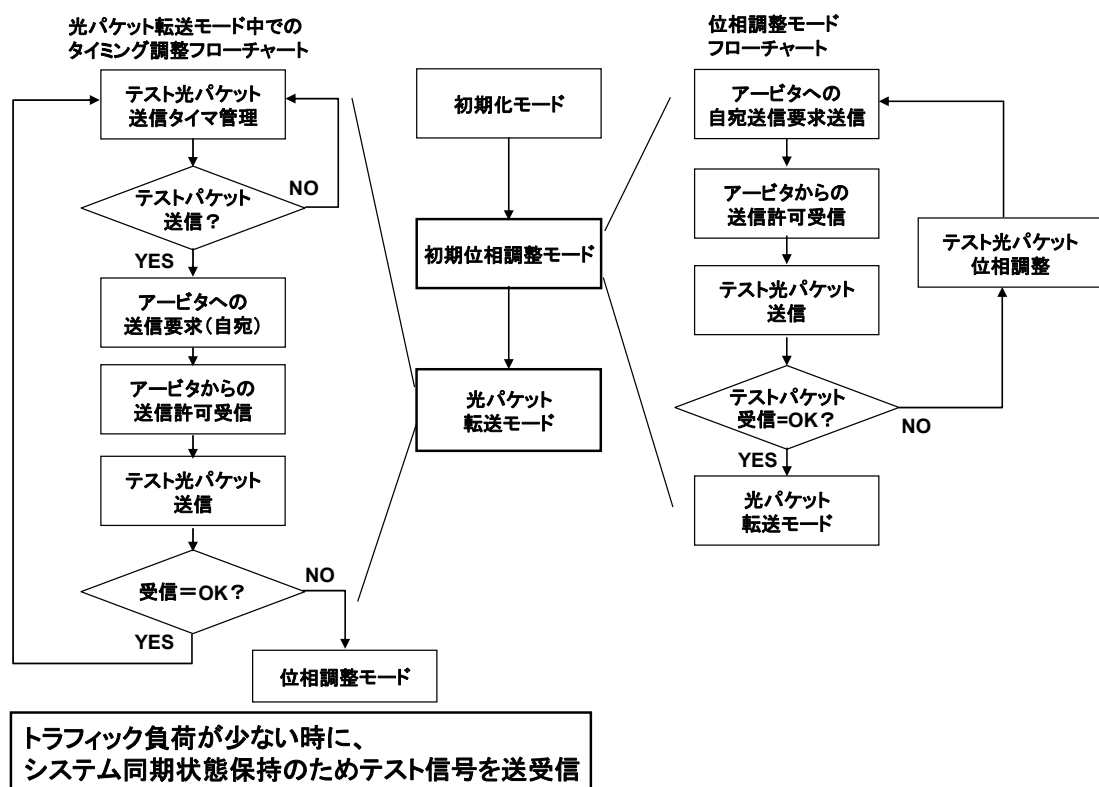 光パケット転送モード中での
タイミング調整フローチャート
テスト光パケット
送信タイマ管理
テストパケット
送信？
NO
YES
アービタへの
送信要求（自宛）
アービタからの
送信許可受信
テスト光パケット
送信
受信＝OK？
NO
YES
位相調整モード
初期化モード
初期位相調整モード
光パケット
転送モード
位相調整モード
フローチャート
アービタへの
自宛送信要求送信
アービタからの
送信許可受信
テスト光パケット
送信
テスト光パケット
位相調整
テストパケット
受信=OK？
NO
YES
光パケット
転送モード
トラフィック負荷が少ない時に、
システム同期状態保持のためテスト信号を送受信